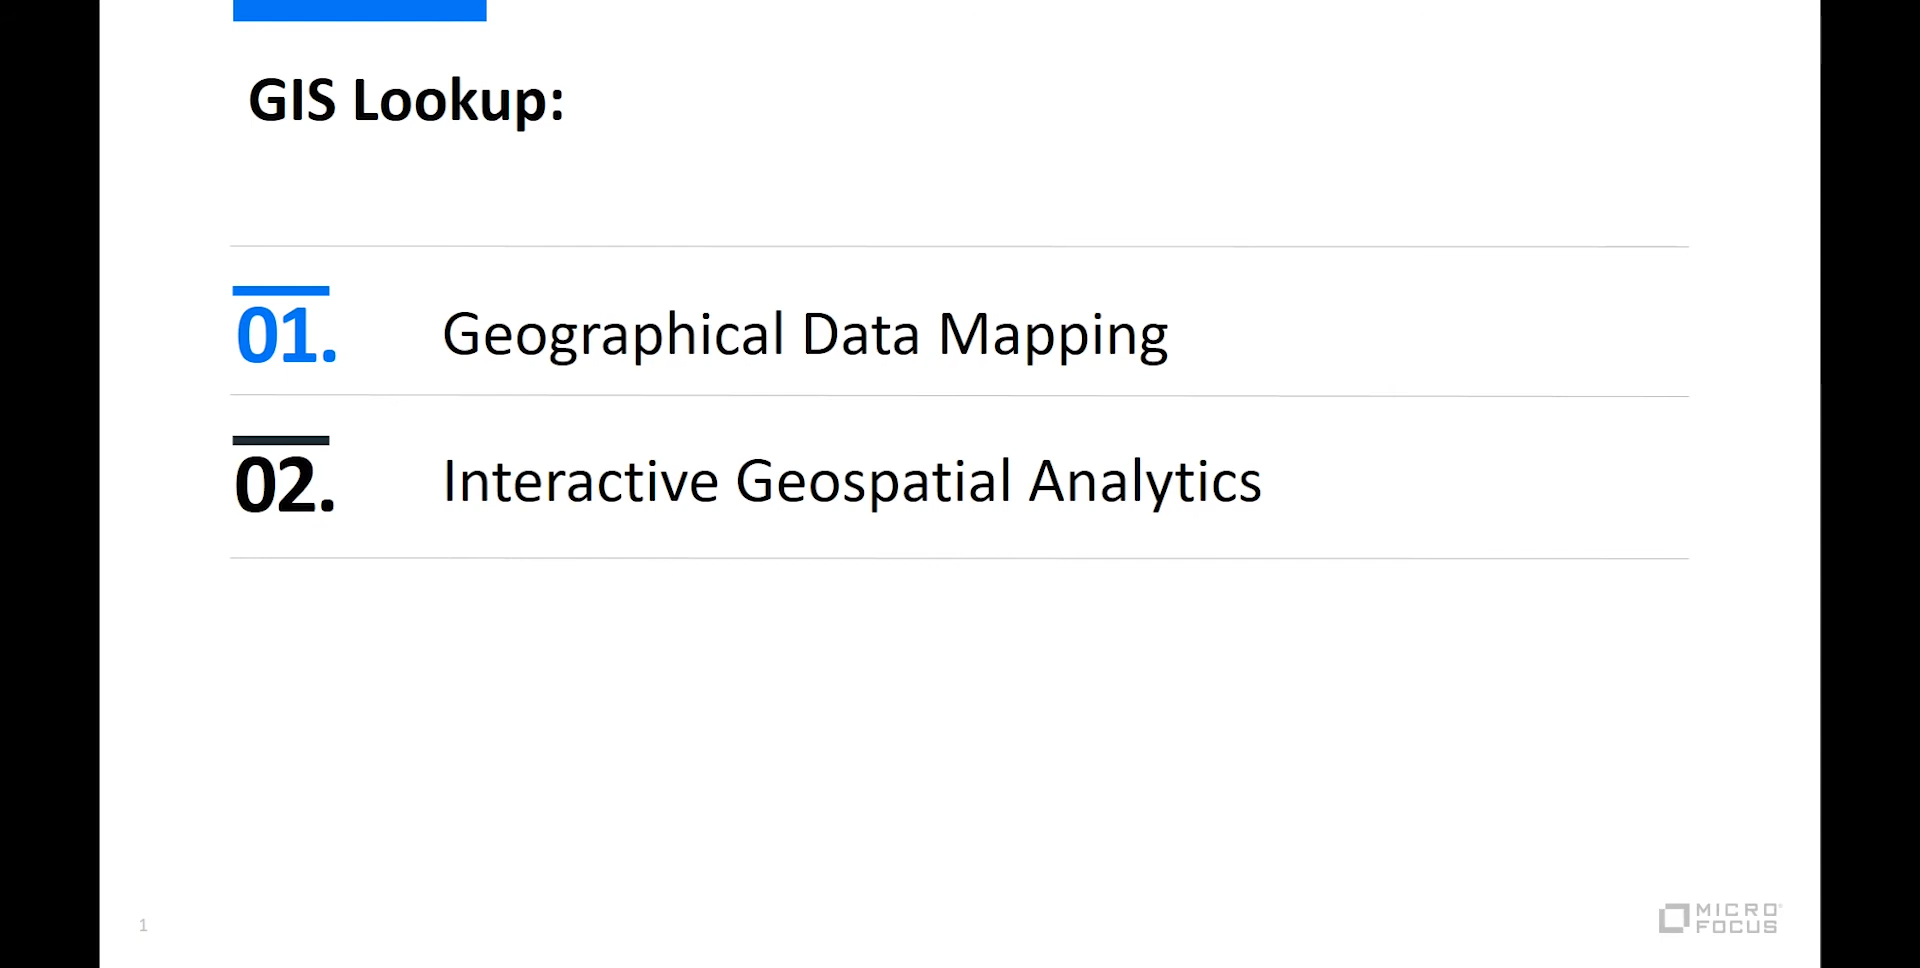 GIS Lookup:
01. Geographical Data Mapping
02. Interactive Geospatial Analytics
1
MICRO
FOCUS